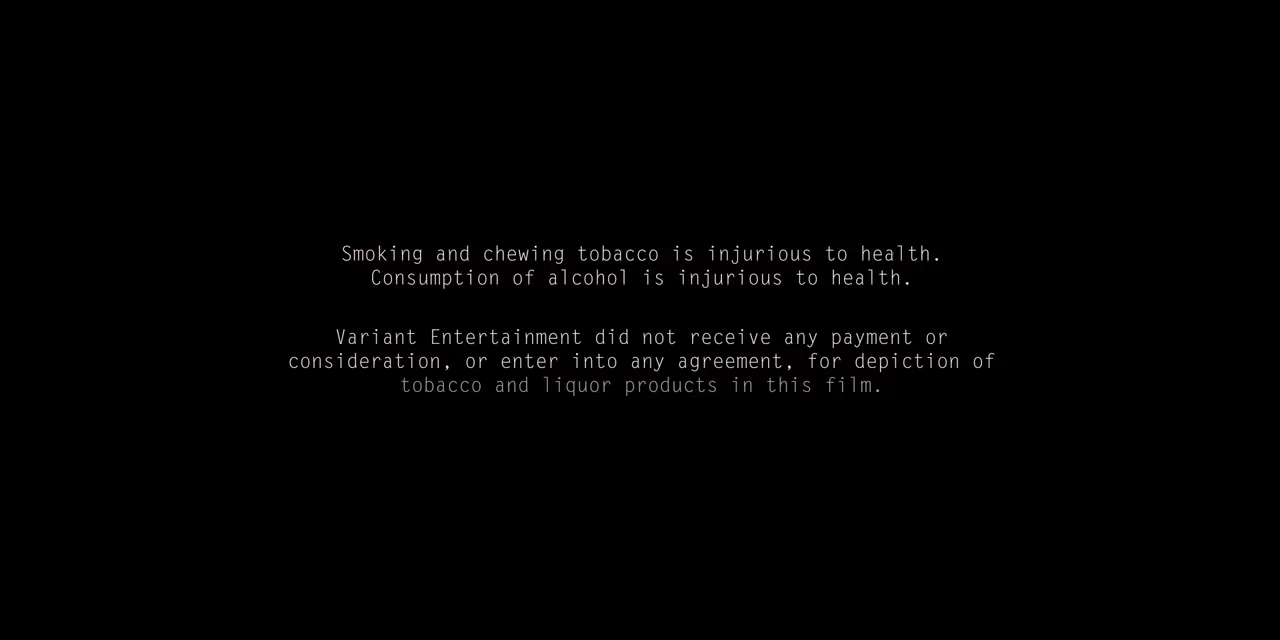 Smoking and chewing tobacco is injurious to health.
Consumption of alcohol is injurious to health.
Variant Entertainment did not receive any payment or
consideration, or enter into any agreement, for depiction of
tobacco and liquor products in this film.